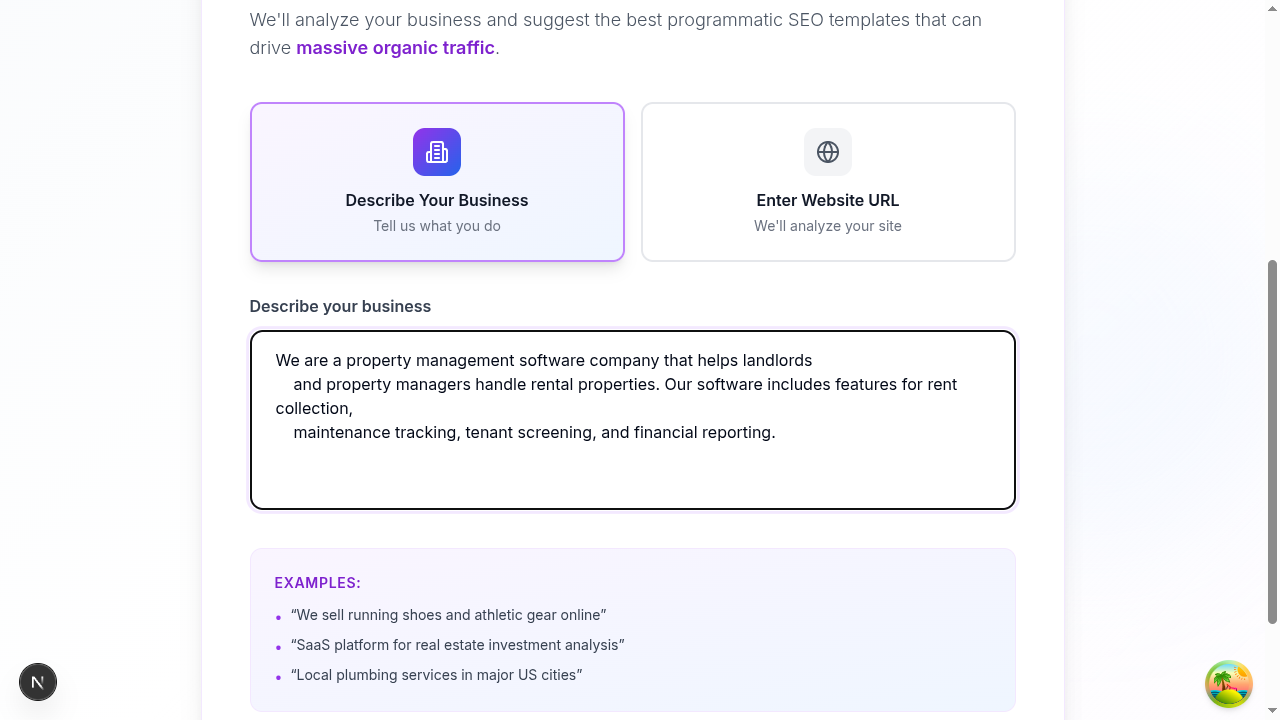 We'll analyze your business and suggest the best programmatic SEO templates that can
drive massive organic traffic.
Describe Your Business
Tell us what you do
Enter Website URL
We'll analyze your site
Describe your business
We are a property management software company that helps landlords
and property managers handle rental properties. Our software includes features for rent
collection,
maintenance tracking, tenant screening, and financial reporting.
EXAMPLES:
• “We sell running shoes and athletic gear online”
• “SaaS platform for real estate investment analysis”
• “Local plumbing services in major US cities”
N